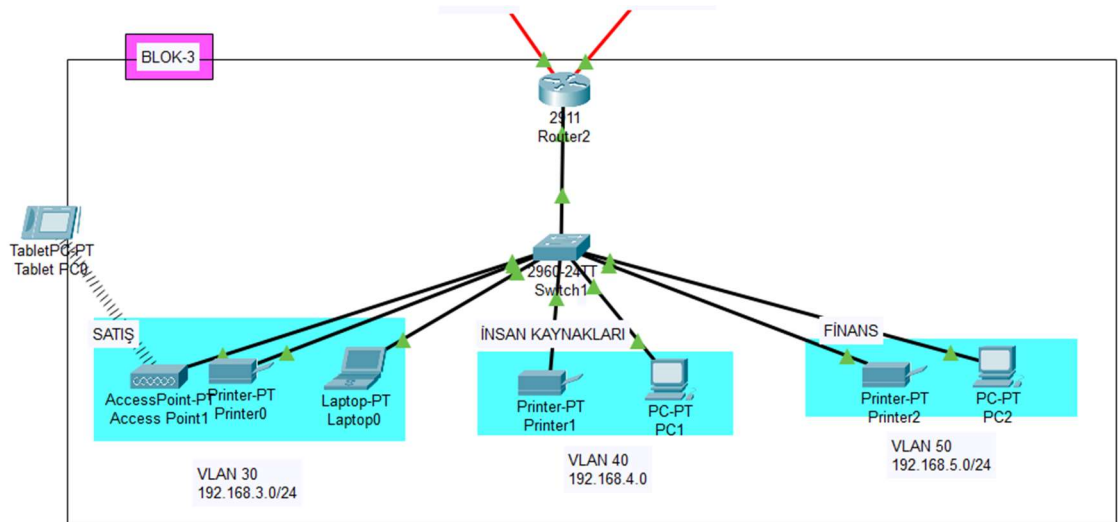 BLOK-3
2911
Router2
TabletPC-PT
Tablet PC0
2960-24TT
Switch1
SATIŞ
İNSAN KAYNAKLARI
FİNANS
AccessPoint-PT
Access Point1
Printer-PT
Printer0
Laptop-PT
Laptop0
Printer-PT
Printer1
PC-PT
PC1
Printer-PT
Printer2
PC-PT
PC2
VLAN 30
192.168.3.0/24
VLAN 40
192.168.4.0
VLAN 50
192.168.5.0/24